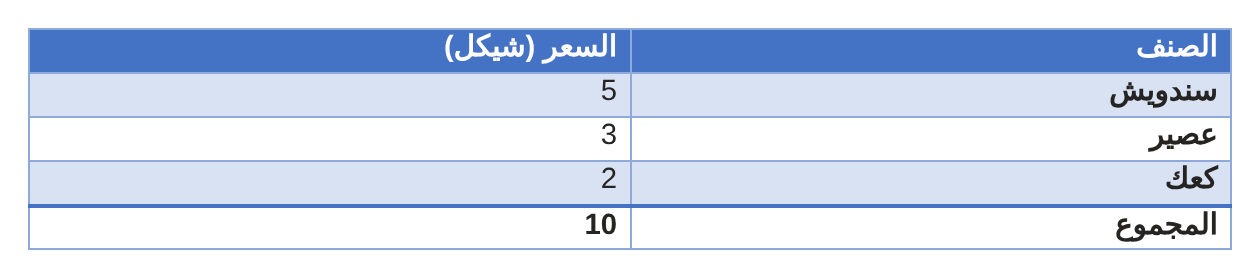 الصنف السعر (شيكل)
سندويش 5
عصير 3
كعك 2
المجموع 10